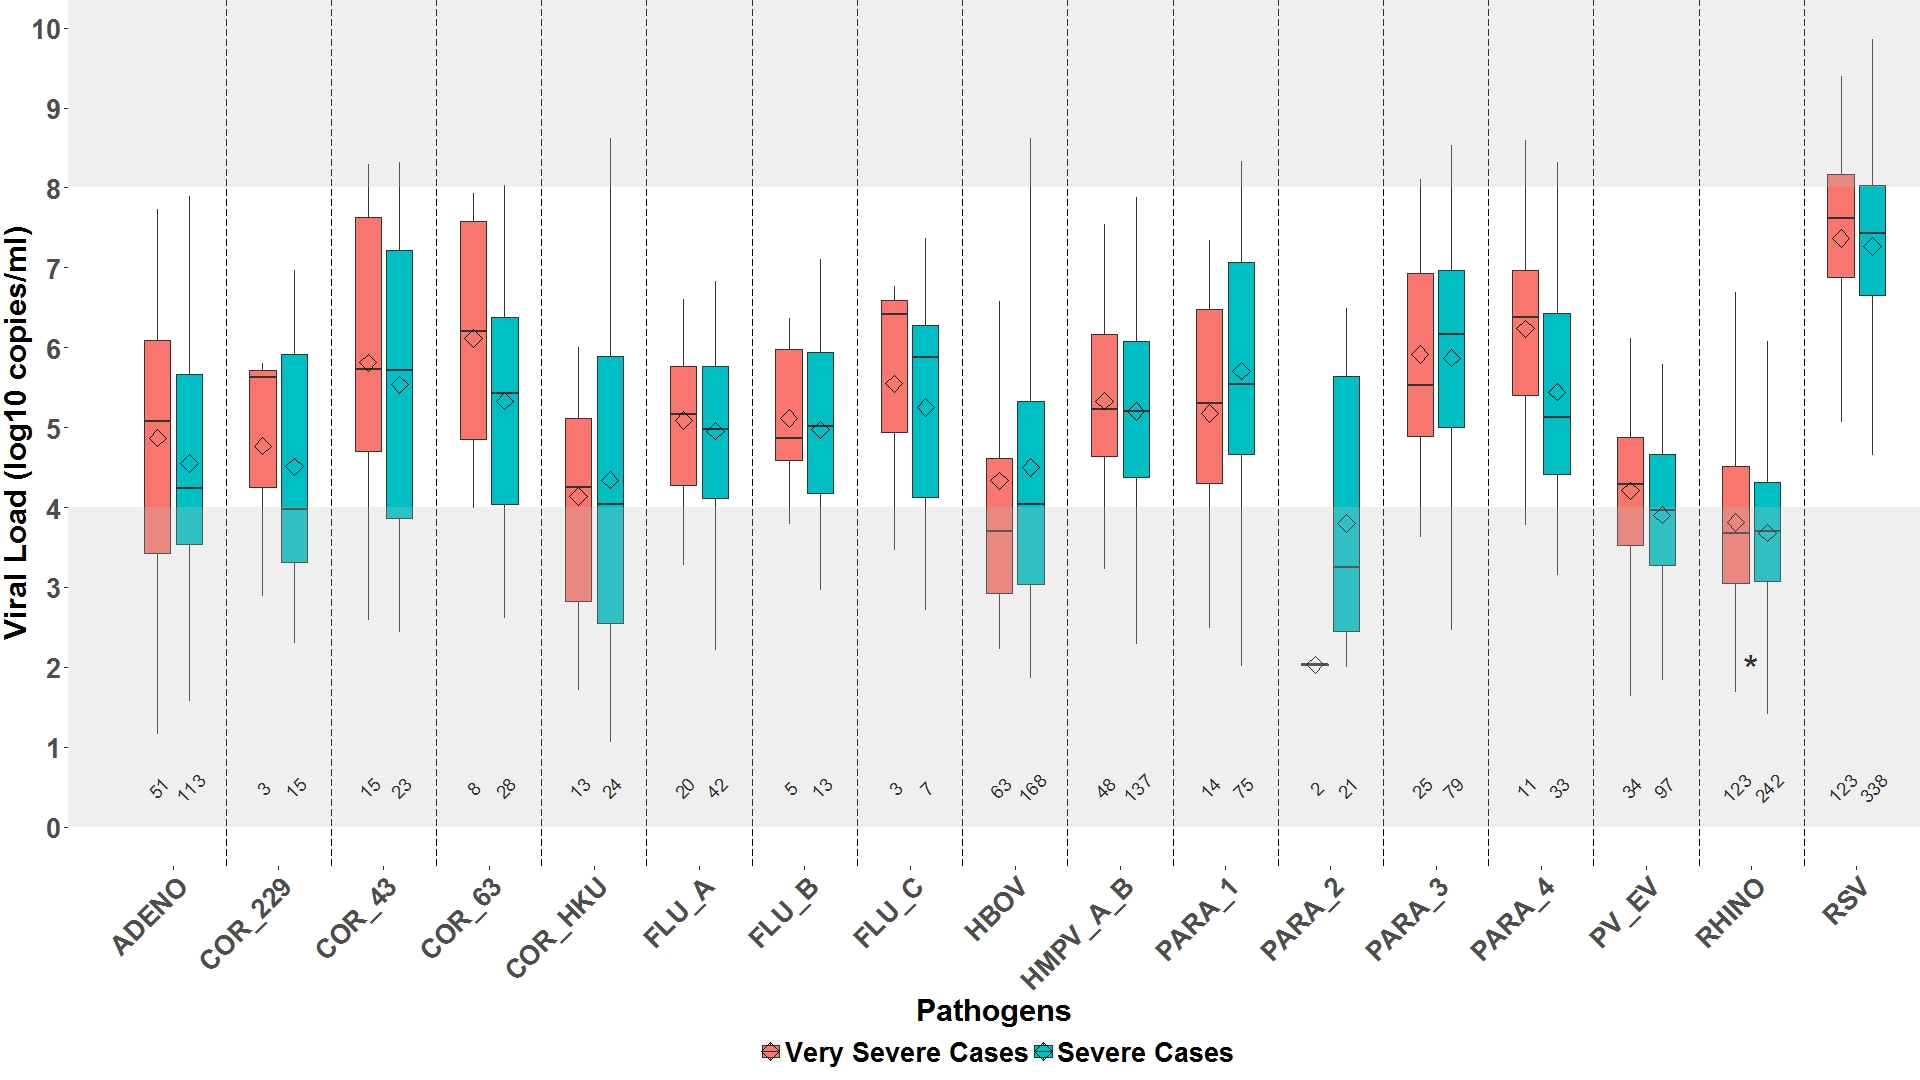 Viral Load (log10 copies/ml)
10
9
8
7
6
5
4
3
2
1
0
*
51 113 3 15 15 23 8 28 13 24 20 42 5 13 3 7 63 168 48 137 14 75 2 21 25 79 11 33 34 97 123 242 123 338
ADENO COR_229 COR_43 COR_63 COR_HKU FLU_A FLU_B FLU_C HBOV HMPV_A_B PARA_1 PARA_2 PARA_3 PARA_4 PV_EV RHINO RSV
Pathogens
Very Severe Cases Severe Cases